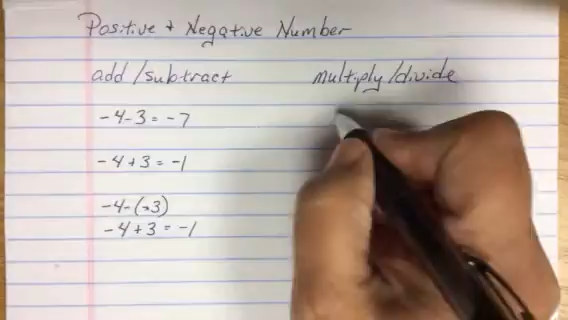 Positive + Negative Number
add/subtract
multiply/divide
-4-3=-7
-4+3=-1
-4-(-3)
-4+3=-1